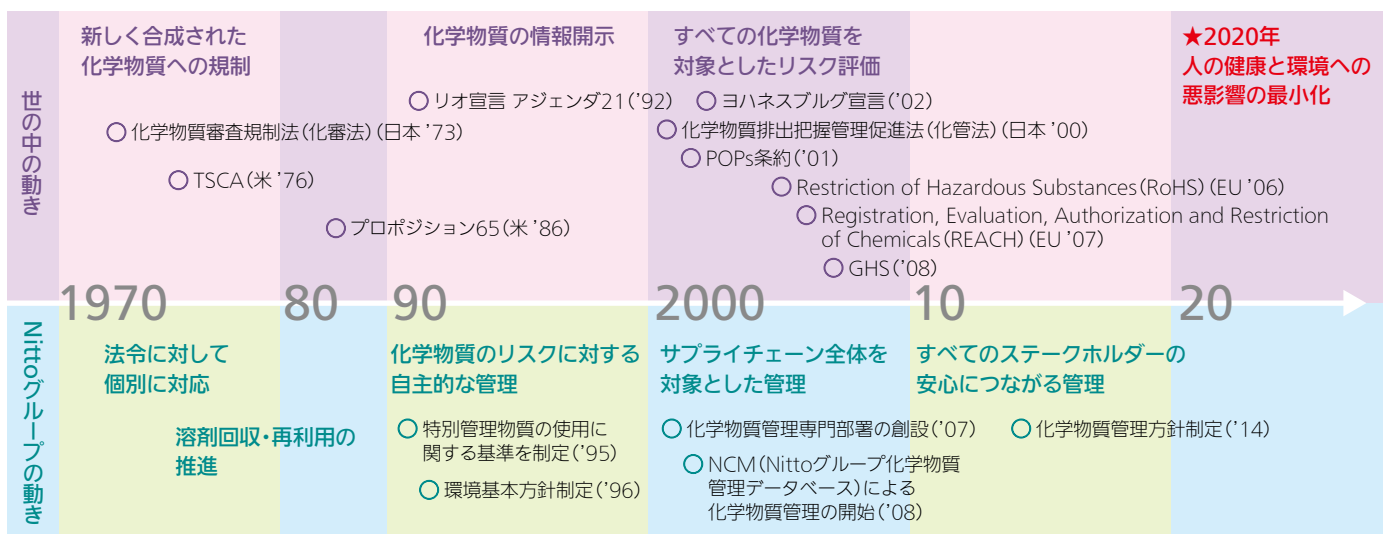 世の中の動き
新しく合成された
化学物質への規制
化学物質の情報開示
すべての化学物質を
対象としたリスク評価
★2020年
人の健康と環境への
悪影響の最小化
○リオ宣言 アジェンダ21(’92)
○ヨハネスブルグ宣言(’02)
○化学物質審査規制法(化審法)(日本 ’73)
○化学物質排出把握管理促進法(化管法)(日本 ’00)
○POPs条約(’01)
○TSCA(米 ’76)
○Restriction of Hazardous Substances(RoHS)(EU ’06)
○プロポジション65(米 ’86)
○Registration, Evaluation, Authorization and Restriction
of Chemicals(REACH)(EU ’07)
○GHS(’08)
1970
80
90
2000
10
20
Nittoグループの動き
法令に対して
個別に対応
溶剤回収・再利用の
推進
化学物質のリスクに対する
自主的な管理
○特別管理物質の使用に
関する基準を制定(’95)
○環境基本方針制定(’96)
サプライチェーン全体を
対象とした管理
○化学物質管理専門部署の創設(’07)
○NCM(Nittoグループ化学物質
管理データベース)による
化学物質管理の開始(’08)
すべてのステークホルダーの
安心につながる管理
○化学物質管理方針制定(’14)